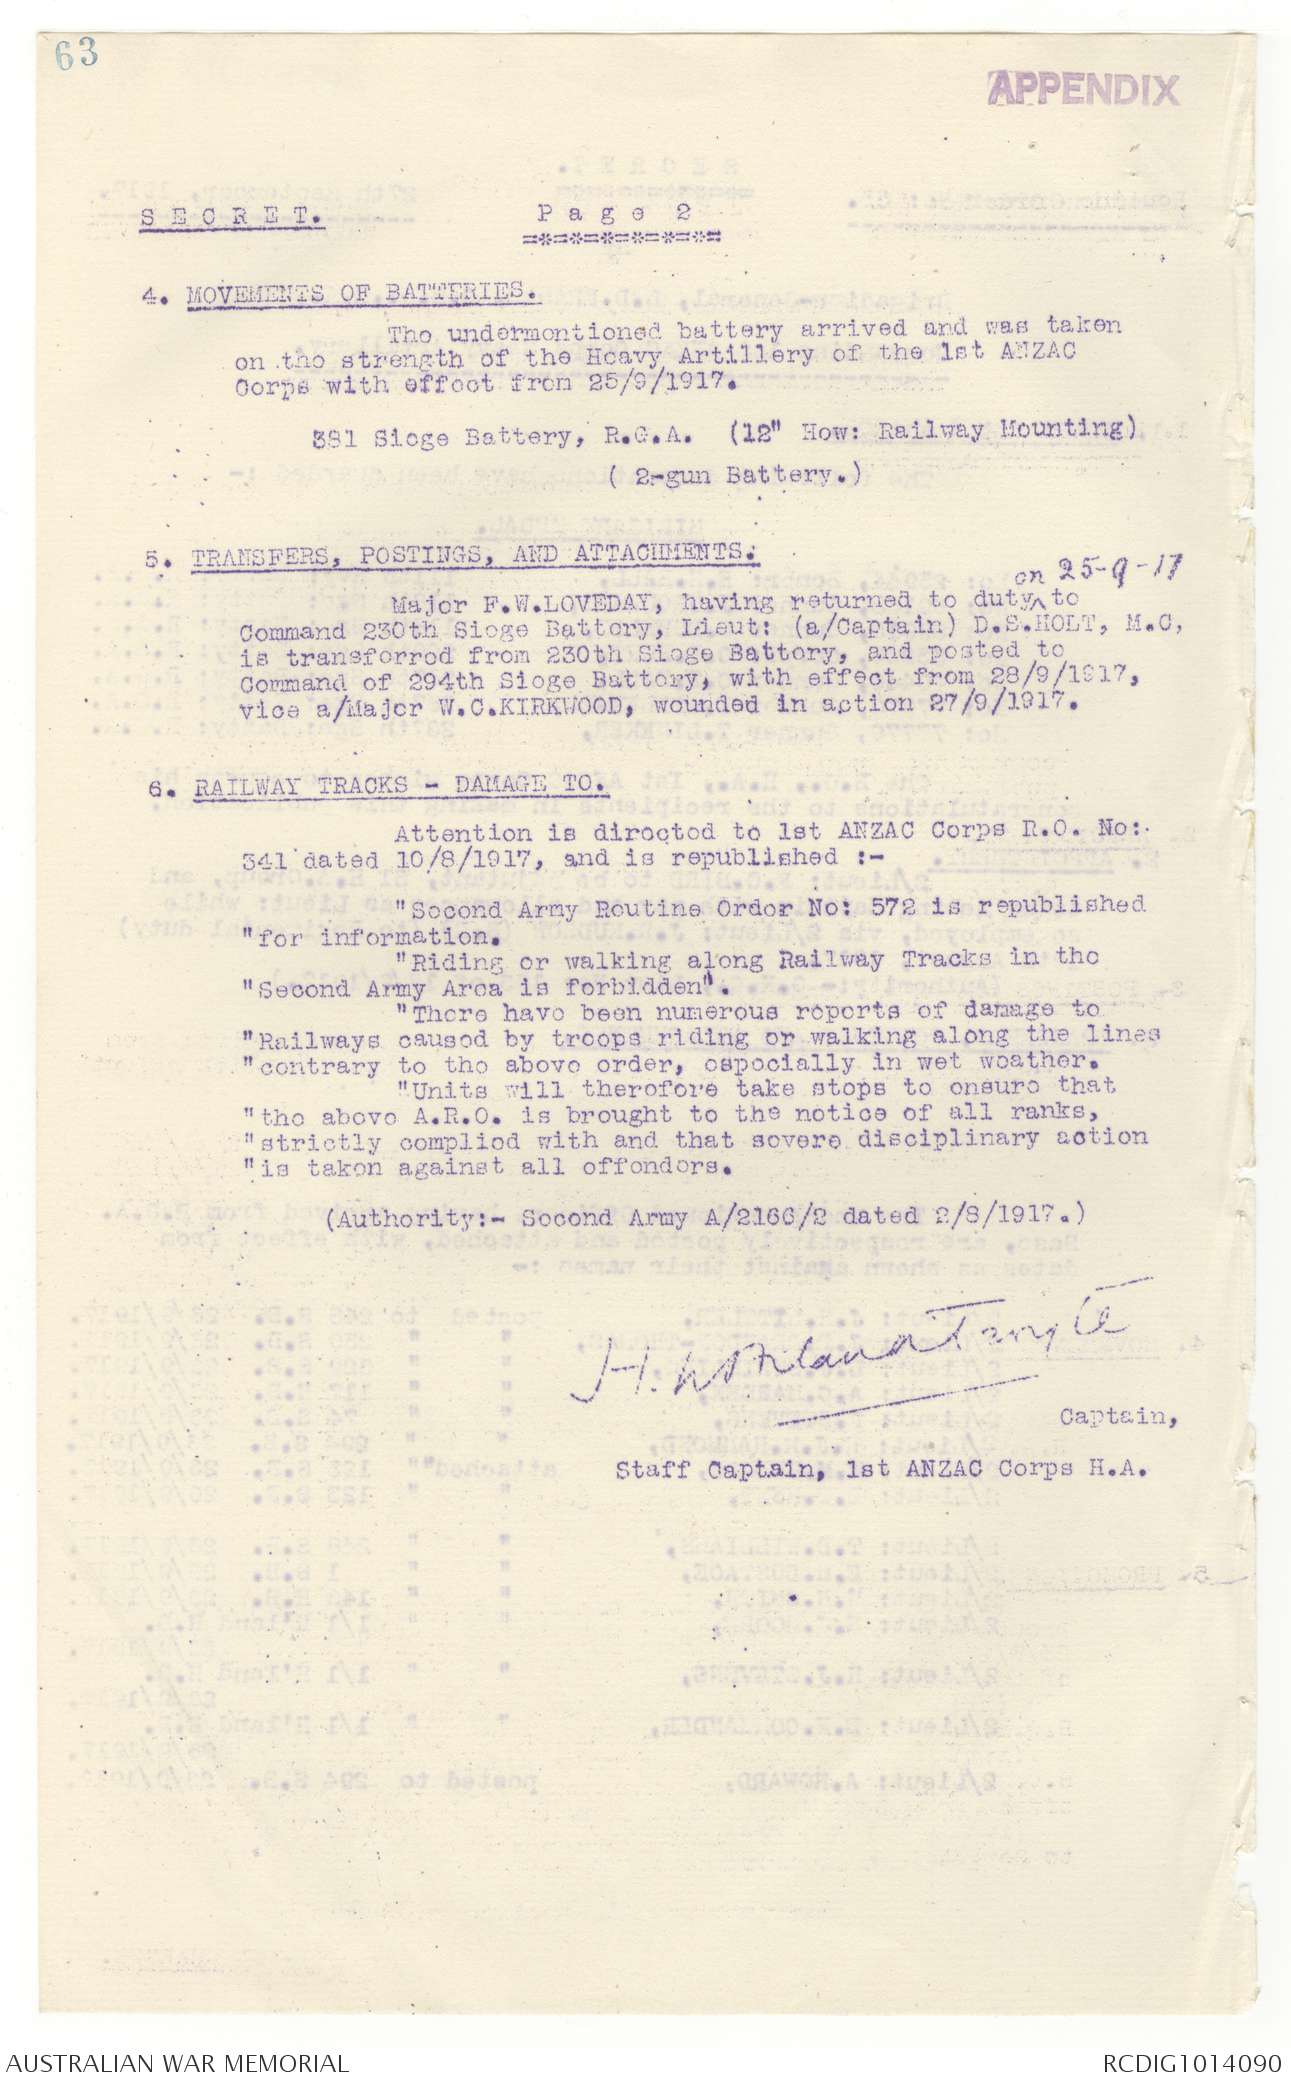 63
APPENDIX
S E C R E T.
P a g e 2
=*=*=*=*=*=*=
4. MOVEMENTS OF BATTERIES.
The undermentioned battery arrived and was taken
on the strength of the Heavy Artillery of the 1st ANZAC
Corps with effect from 25/9/1917.
381 Siege Battery, R.G.A. (12" How: Railway Mounting)
( 2-gun Battery.)
5. TRANSFERS, POSTINGS, AND ATTACHMENTS.
on 25-9-17
Major F.W.LOVEDAY, having returned to duty^to
Command 230th Siege Battery, Lieut: (a/Captain) D.S.HOLT, M.C,
is transferred from 230th Siege Battery, and posted to
Command of 294th Siege Battery, with effect from 28/9/1917,
vice a/Major W.C.KIRKWOOD, wounded in action 27/9/1917.
6. RAILWAY TRACKS - DAMAGE TO.
Attention is directed to 1st ANZAC Corps R.O. No:
341 dated 10/8/1917, and is republished :-
"Second Army Routine Order No: 572 is republished
"for information.
"Riding or walking along Railway Tracks in the
"Second Army Area is forbidden".
"There have been numerous reports of damage to
"Railways caused by troops riding or walking along the lines
"contrary to the above order, especially in wet weather.
"Units will therefore take steps to ensure that
"the above A.R.O. is brought to the notice of all ranks,
"strictly complied with and that severe disciplinary action
"is taken against all offenders.
(Authority:- Second Army A/2166/2 dated 2/8/1917.)
Captain,
Staff Captain, 1st ANZAC Corps H.A.
AUSTRALIAN WAR MEMORIAL
RCDIG1014090